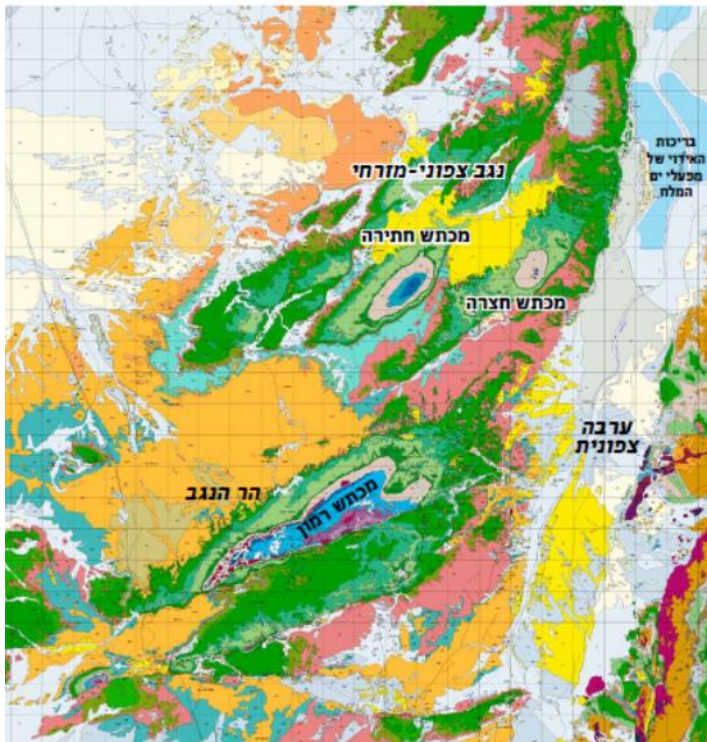 בריכות
האידוי של
מפעלי ים
המלח
נגב צפוני-מזרחי
מכתש חתירה
מכתש חצרה
ערבה
צפונית
הר הנגב
מכתש רמון